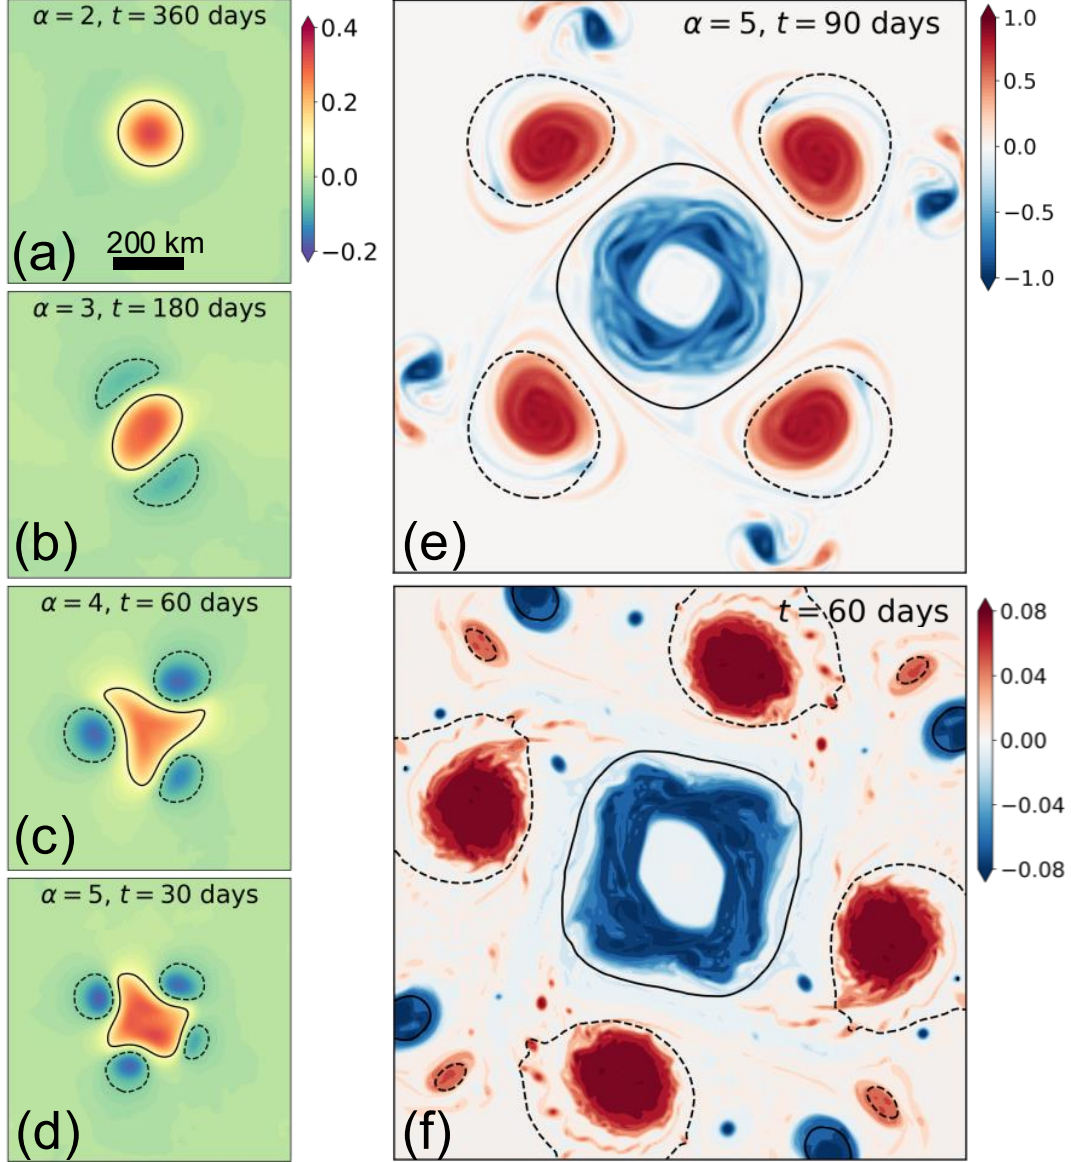 α = 2, t = 360 days
0.4
0.2
0.0
−0.2
(a)
200 km
α = 3, t = 180 days
(b)
α = 4, t = 60 days
(c)
α = 5, t = 30 days
(d)
α = 5, t = 90 days
1.0
0.5
0.0
−0.5
−1.0
(e)
t = 60 days
0.08
0.04
0.00
−0.04
−0.08
(f)